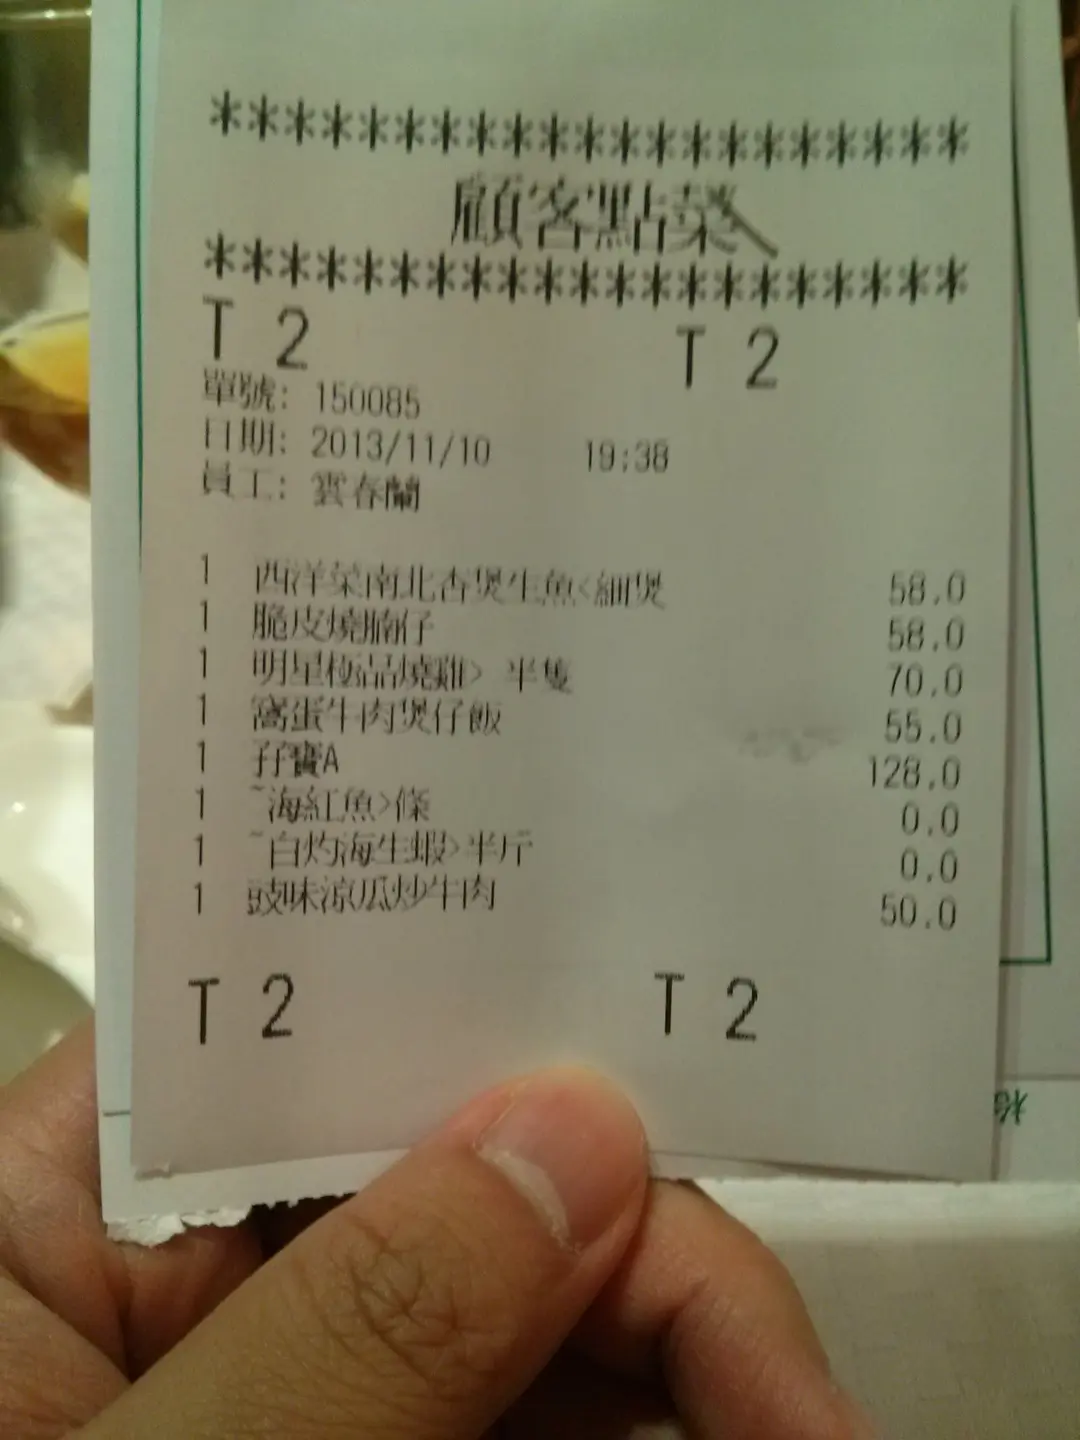 ********************* 
顧客點菜
*********************
T 2 T 2
單號: 150085
日期: 2013/11/10 19:38
員工: 雲春蘭
1 西洋菜南北杏煲生魚<細煲 58.0
1 脆皮燒腩仔 58.0
1 明星極品燒雞> 半隻 70.0
1 窩蛋牛肉煲仔飯 55.0
1 孖寶A 128.0
1 ~海紅魚>條 0.0
1 ~白灼海生蝦>半斤 0.0
1 豉味涼瓜炒牛肉 50.0
T 2 T 2